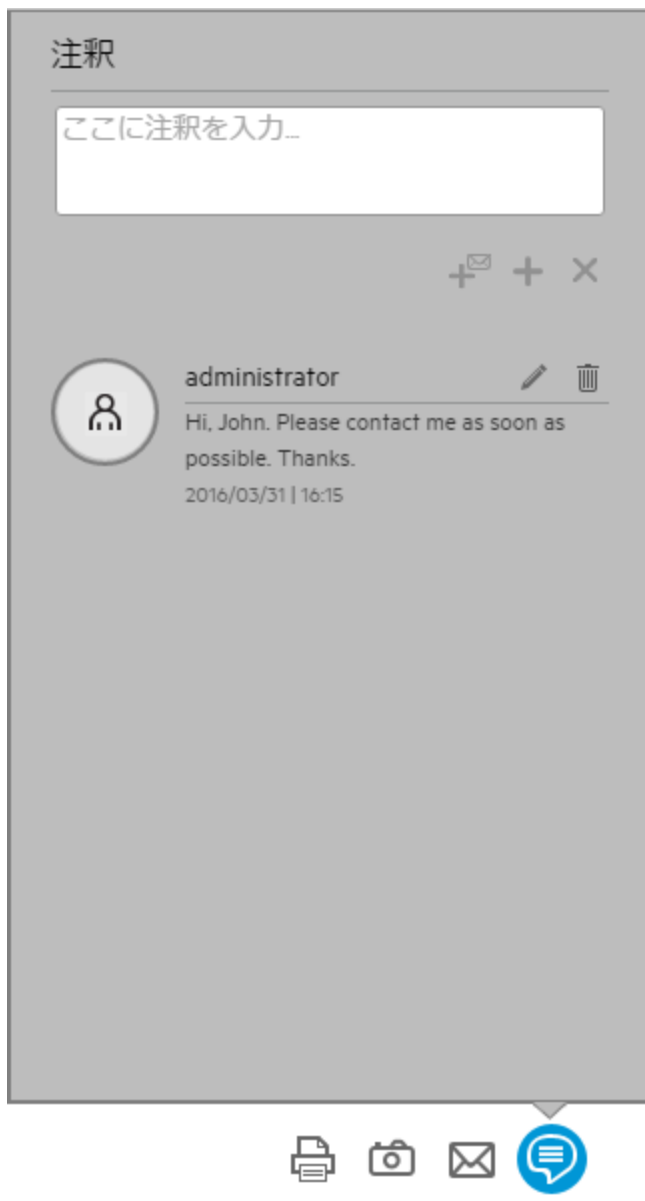 注釈
ここに注釈を入力...
administrator
Hi, John. Please contact me as soon as
possible. Thanks.
2016/03/31 | 16:15